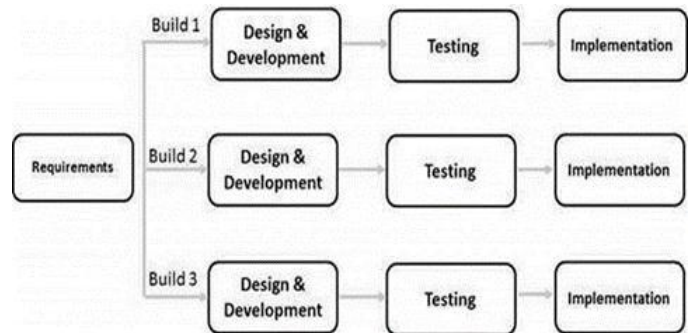 Build 1
Design &
Development
Testing
Implementation
Requirements
Build 2
Design &
Development
Testing
Implementation
Build 3
Design &
Development
Testing
Implementation